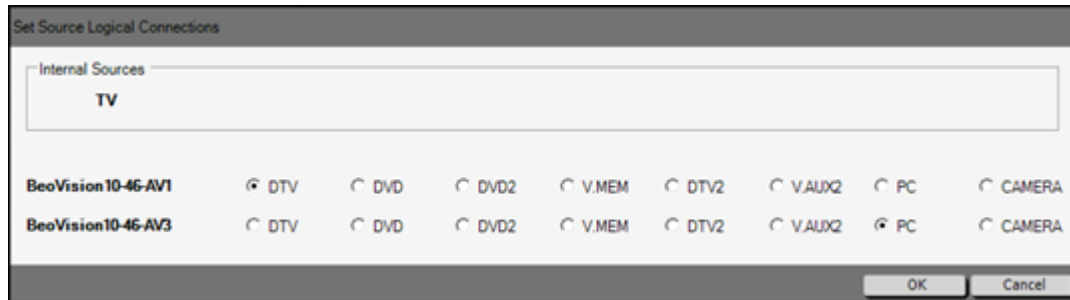 Set Source Logical Connections
Internal Sources
TV
BeoVision10-46-AV1 DTV DVD DVD2 V.MEM DTV2 V.AUX2 PC CAMERA
BeoVision10-46-AV3 DTV DVD DVD2 V.MEM DTV2 V.AUX2 PC CAMERA
OK Cancel